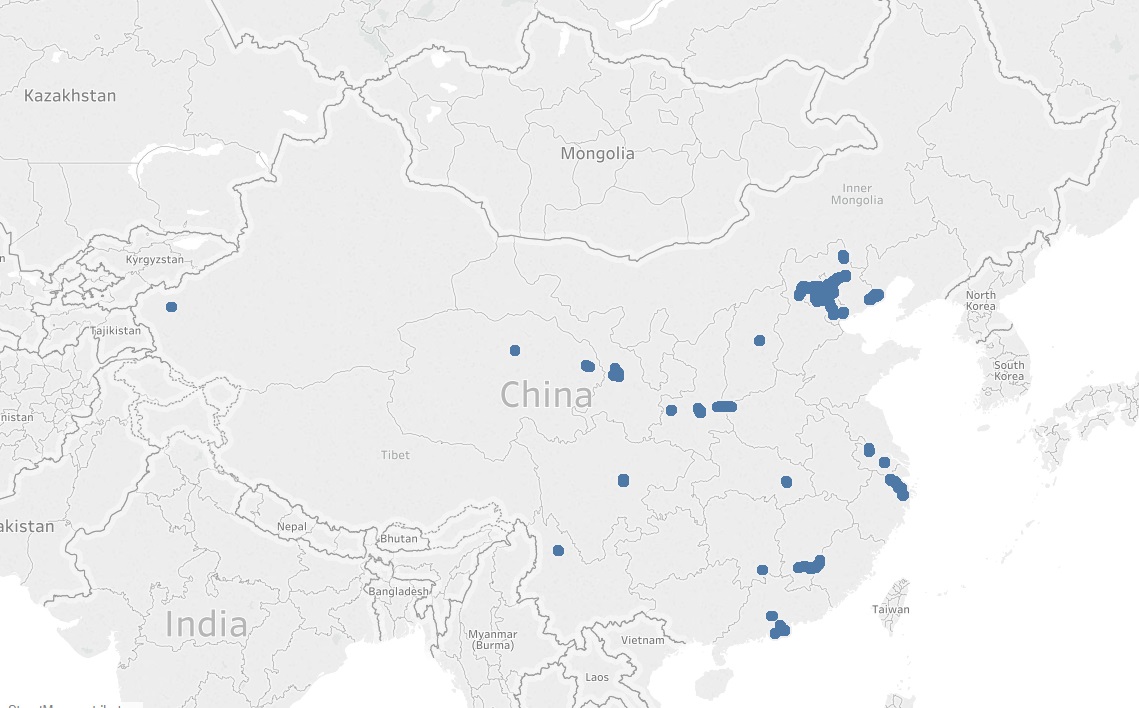 Kazakhstan
Mongolia
Inner
Mongolia
Kyrgyzstan
North
Korea
Tajikistan
South
Korea
China
nistan
Tibet
akistan
Nepal
Bhutan
Bangladesh
Taiwan
India
Myanmar
(Burma)
Vietnam
Laos